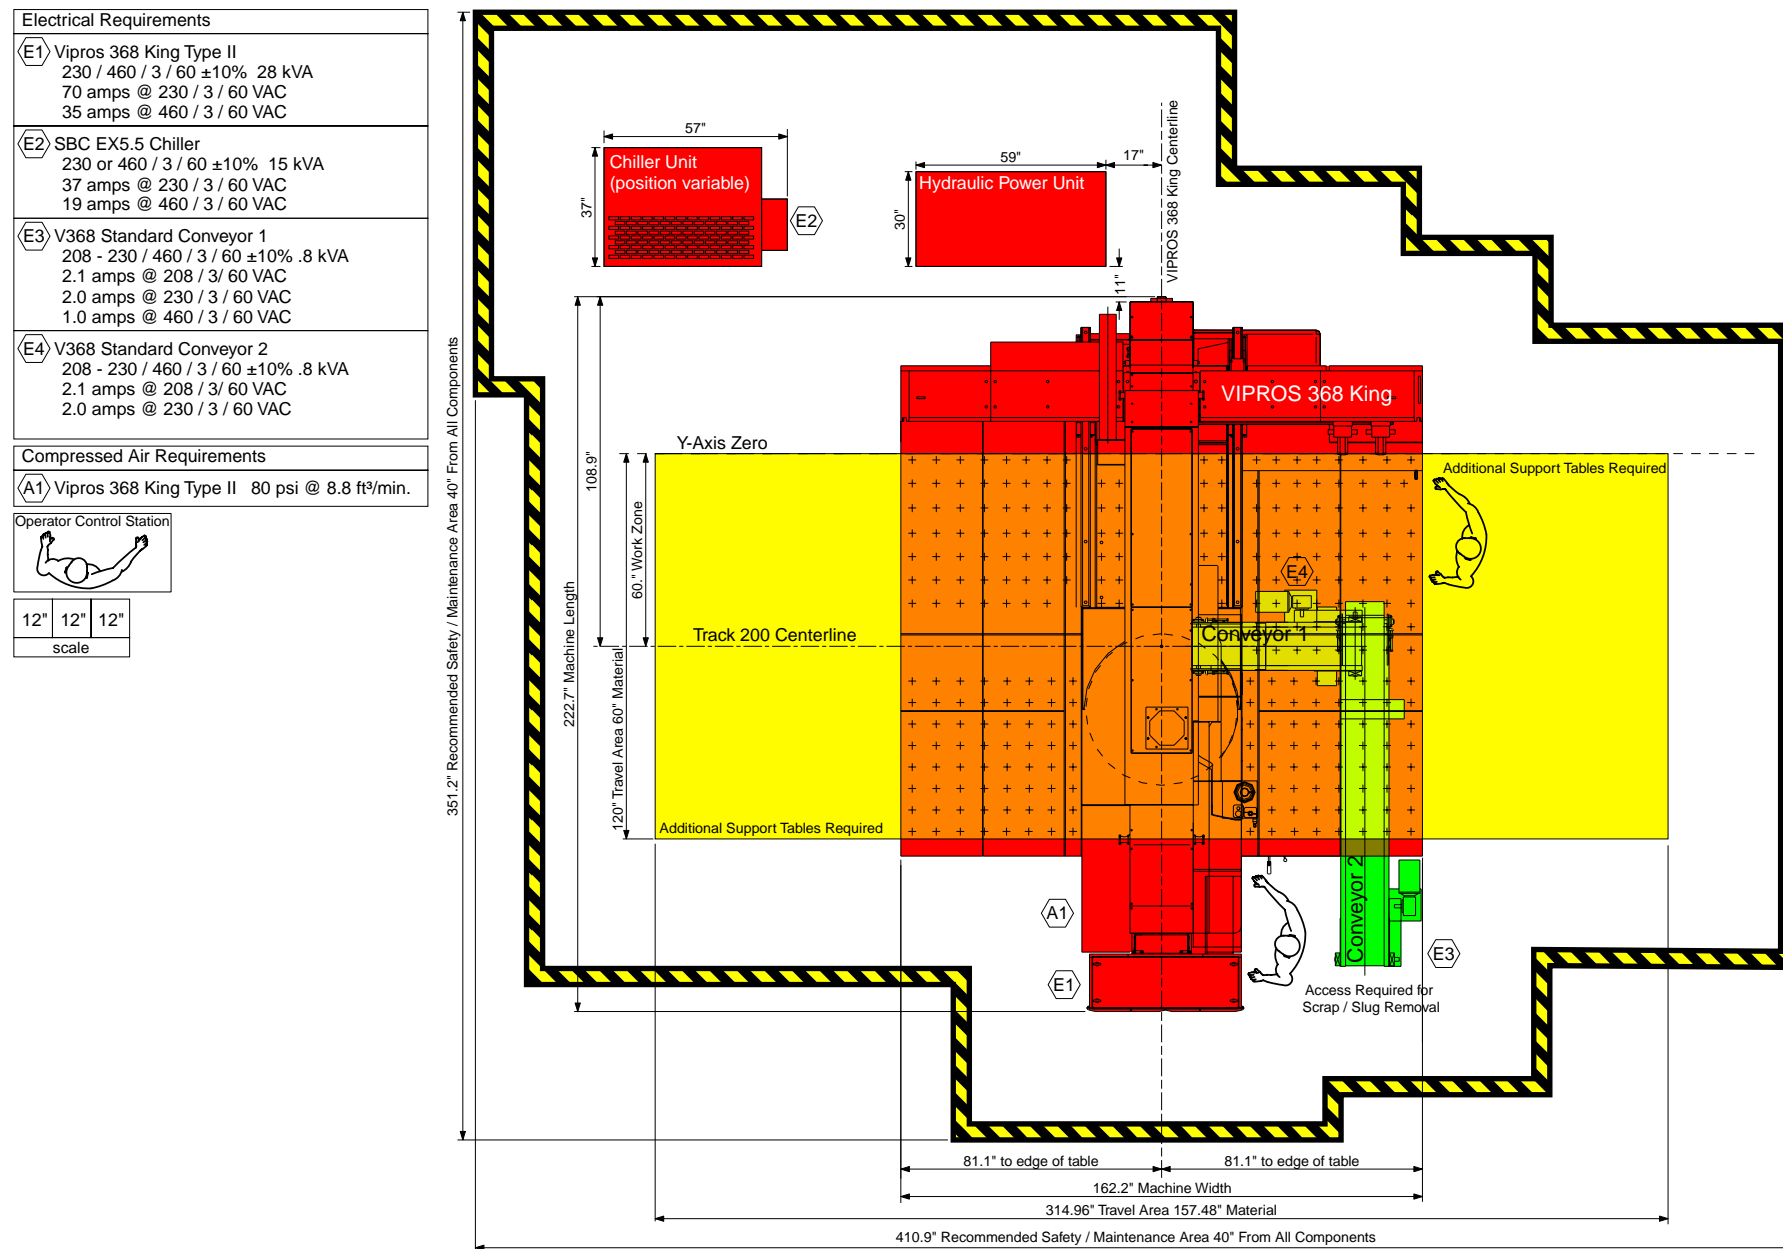 Electrical Requirements
E1 Vipros 368 King Type II
230 / 460 / 3 / 60 ±10%  28 kVA
70 amps @ 230 / 3 / 60 VAC
35 amps @ 460 / 3 / 60 VAC
E2 SBC EX5.5 Chiller
230 or 460 / 3 / 60 ±10%  15 kVA
37 amps @ 230 / 3 / 60 VAC
19 amps @ 460 / 3 / 60 VAC
E3 V368 Standard Conveyor 1
208 - 230 / 460 / 3 / 60 ±10% .8 kVA
2.1 amps @ 208 / 3/ 60 VAC
2.0 amps @ 230 / 3 / 60 VAC
1.0 amps @ 460 / 3 / 60 VAC
E4 V368 Standard Conveyor 2
208 - 230 / 460 / 3 / 60 ±10% .8 kVA
2.1 amps @ 208 / 3/ 60 VAC
2.0 amps @ 230 / 3 / 60 VAC
Compressed Air Requirements
A1 Vipros 368 King Type II   80 psi @ 8.8 ft³/min.
Operator Control Station
12" 12" 12"
scale
57"
Chiller Unit
(position variable)
37"
E2
59"
17"
Hydraulic Power Unit
30"
11"
VIPROS 368 King Centerline
VIPROS 368 King
Y-Axis Zero
Additional Support Tables Required
108.9"
60." Work Zone
222.7" Machine Length
351.2" Recommended Safety / Maintenance Area 40" From All Components
Track 200 Centerline
120" Travel Area 60" Material
E4
Conveyor 1
Additional Support Tables Required
Conveyor 2
A1
E1
E3
Access Required for
Scrap / Slug Removal
81.1" to edge of table
81.1" to edge of table
162.2" Machine Width
314.96" Travel Area 157.48" Material
410.9" Recommended Safety / Maintenance Area 40" From All Components